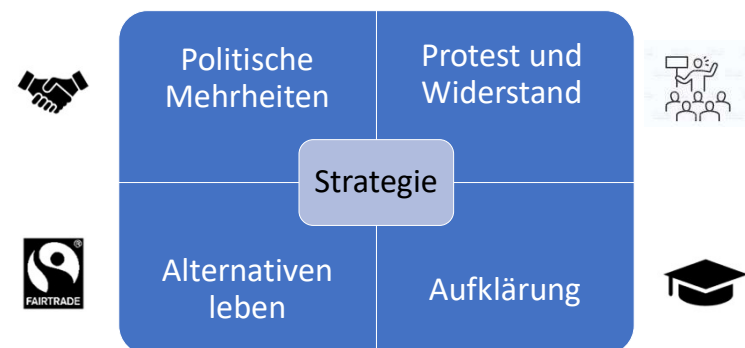 Politische
Mehrheiten
Protest und
Widerstand
Strategie
Alternativen
leben
Aufklärung
®
FAIRTRADE